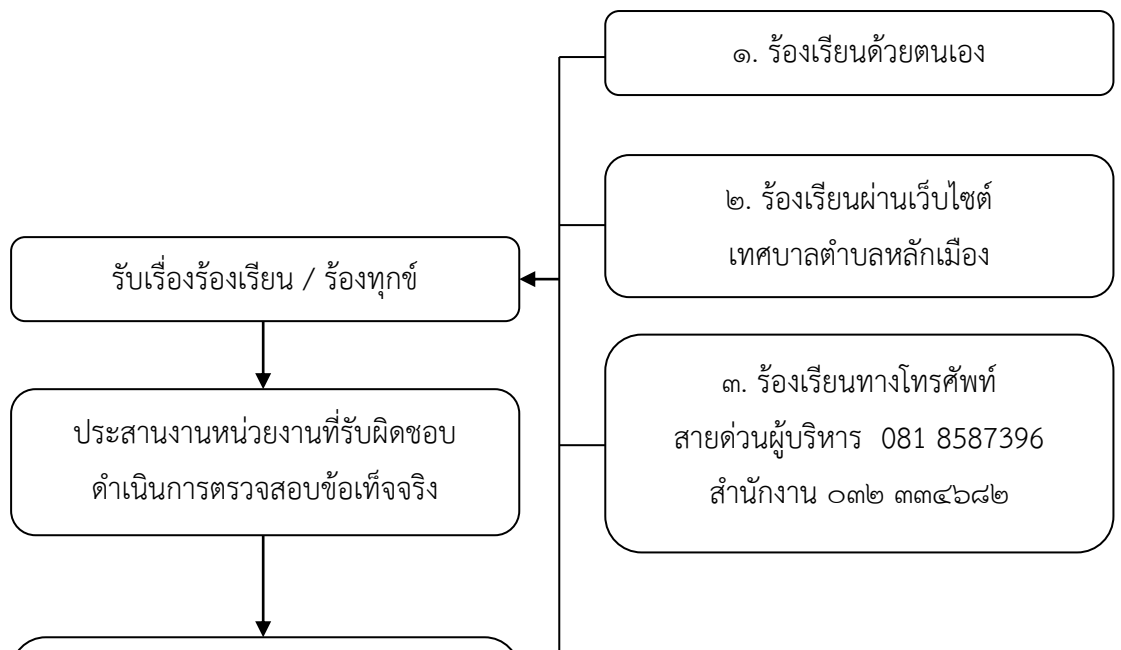 ๑. ร้องเรียนด้วยตนเอง
๒. ร้องเรียนผ่านเว็บไซต์
เทศบาลตำบลหลักเมือง
รับเรื่องร้องเรียน / ร้องทุกข์
๓. ร้องเรียนทางโทรศัพท์
สายด่วนผู้บริหาร 081 8587396
สำนักงาน ๐๓๒ ๓๓๔๖๘๒
ประสานงานหน่วยงานที่รับผิดชอบ
ดำเนินการตรวจสอบข้อเท็จจริง